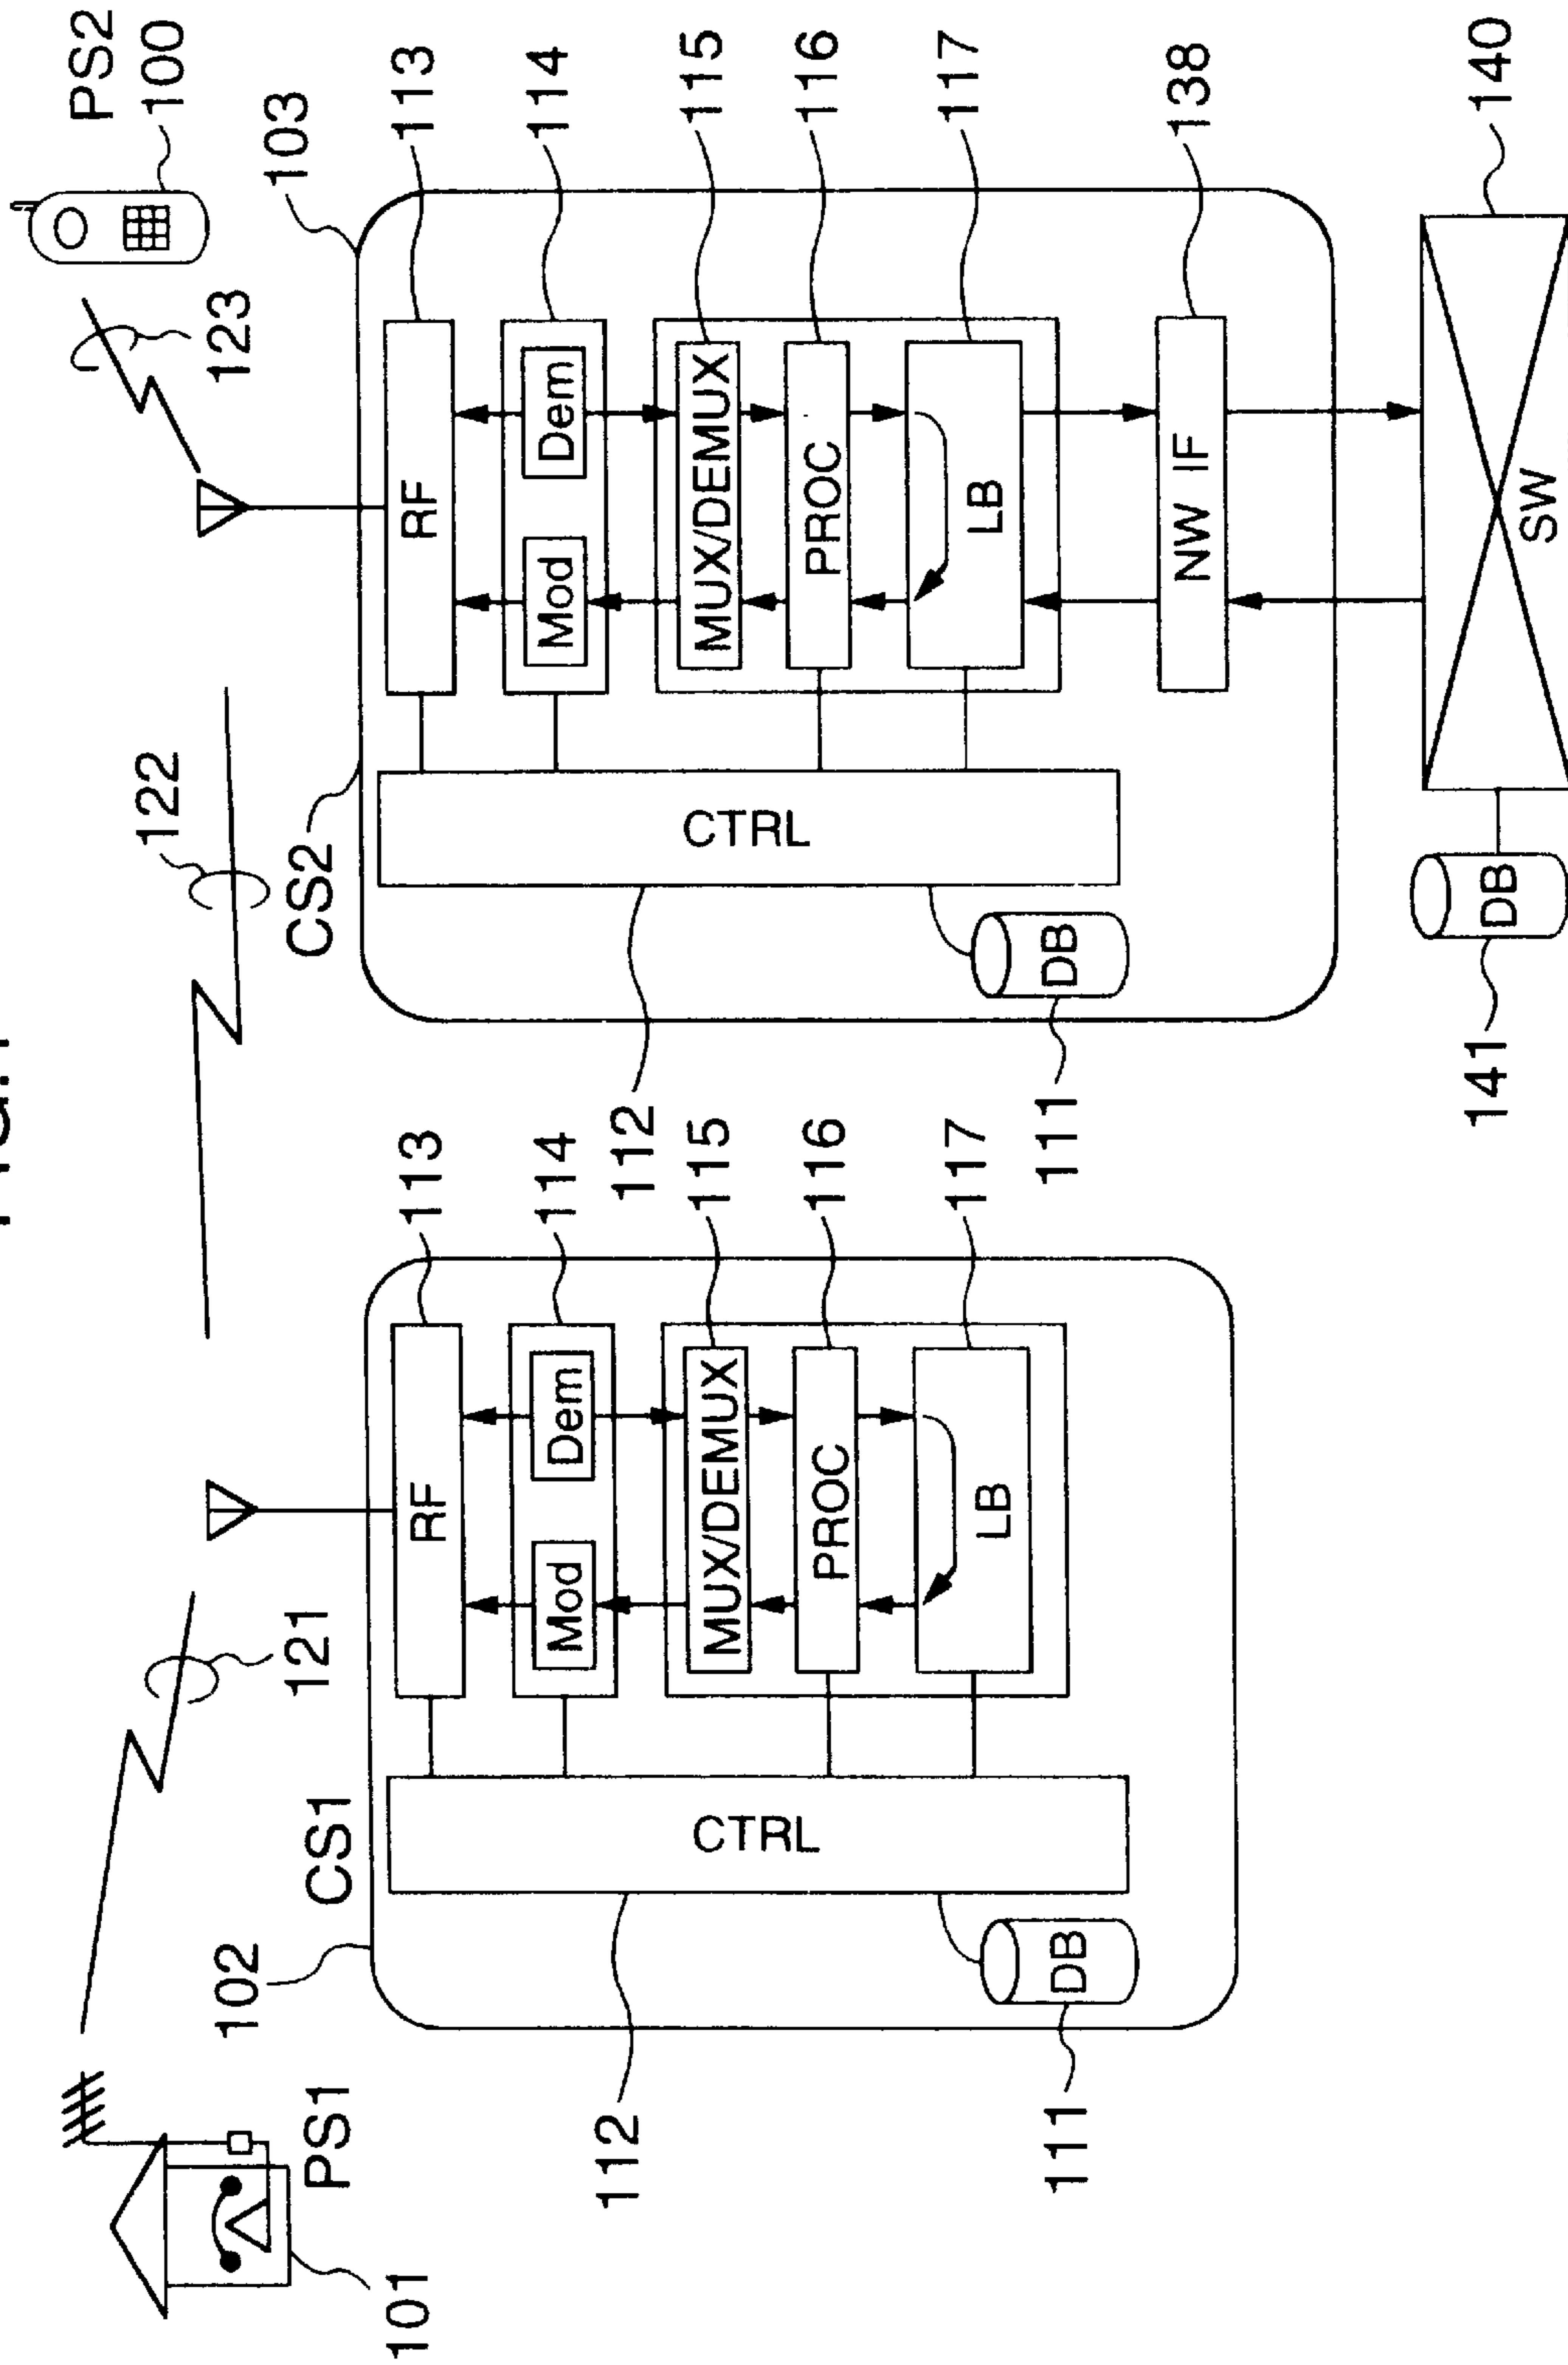 PS2
100
123
122
121
PS1
101
102
CS1
RF
113
Mod
Dem
114
MUX/DEMUX
115
PROC
116
LB
117
CTRL
112
DB
111
CS2
103
RF
113
Mod
Dem
114
MUX/DEMUX
115
PROC
116
LB
117
CTRL
112
DB
111
NW IF
138
SW
140
DB
141